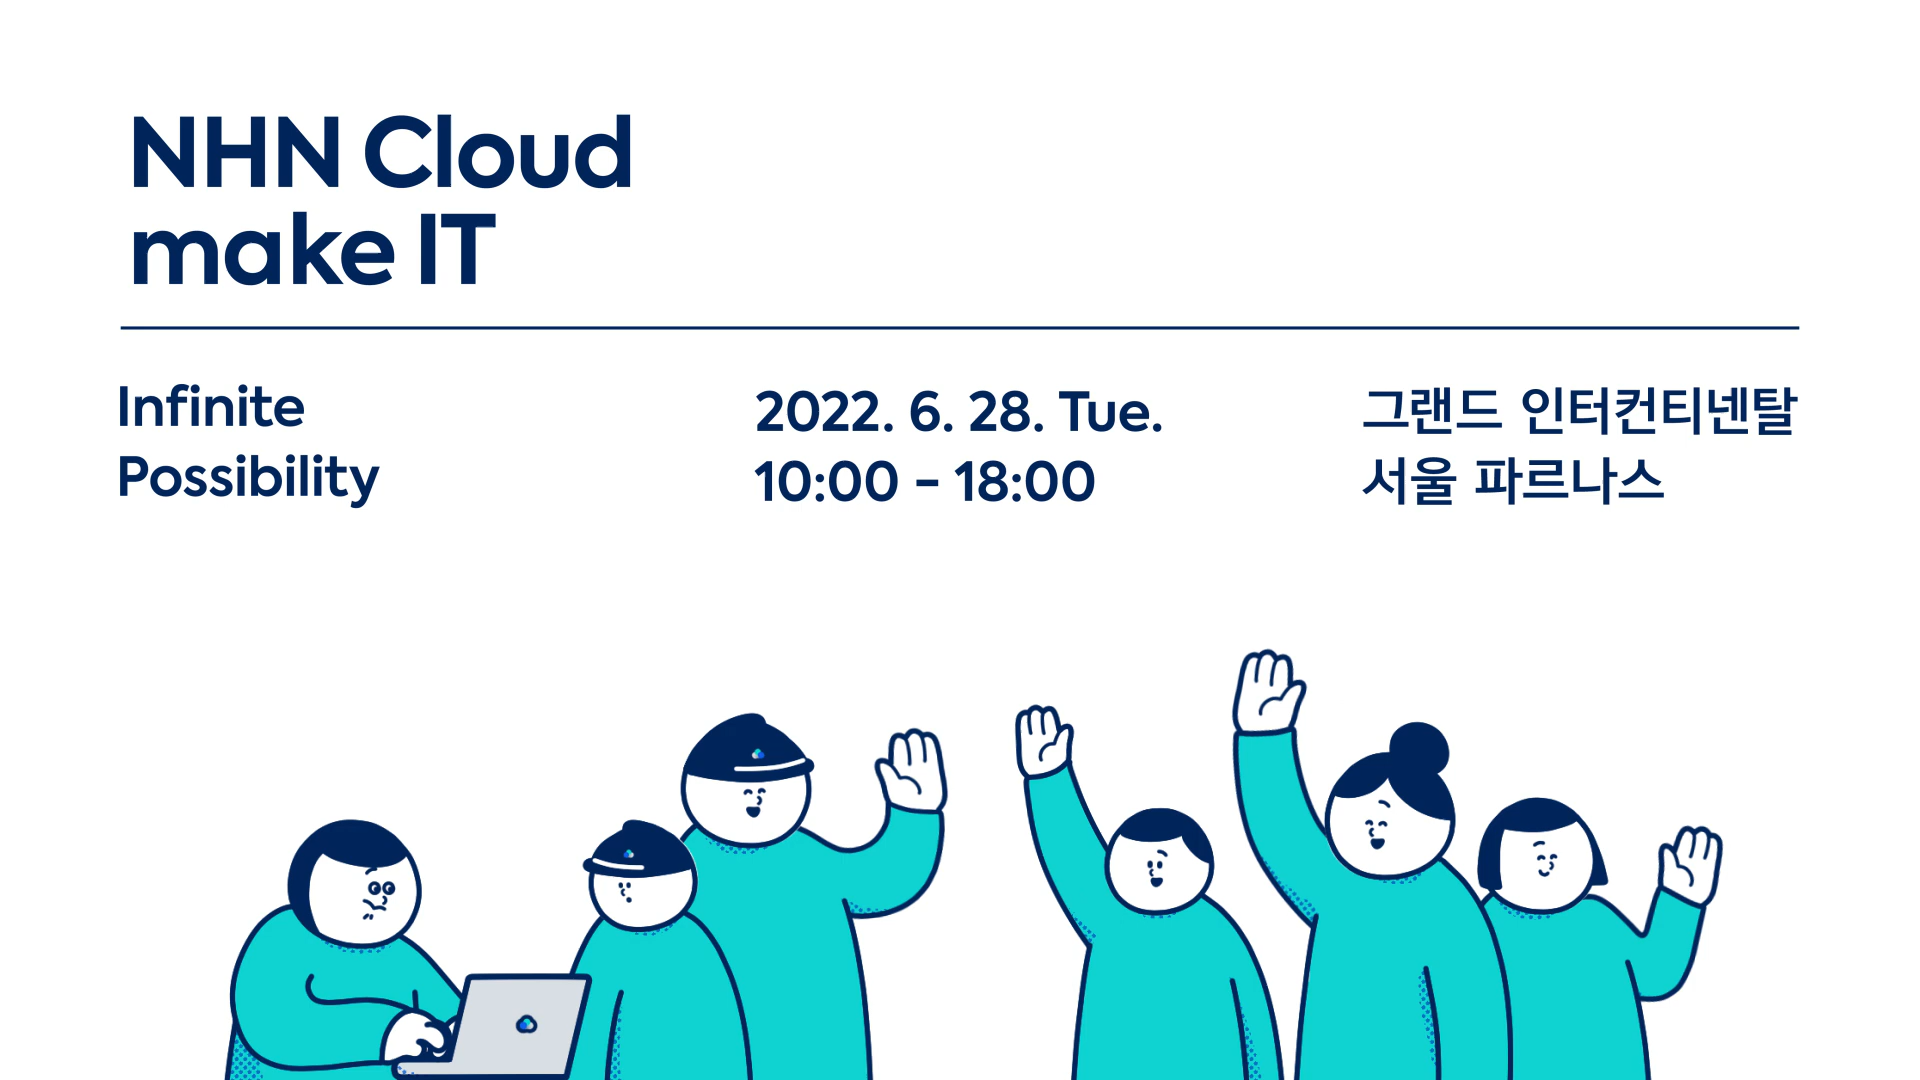 NHN Cloud
make IT
Infinite
Possibility
2022. 6. 28. Tue.
10:00 - 18:00
그랜드 인터컨티넨탈
서울 파르나스